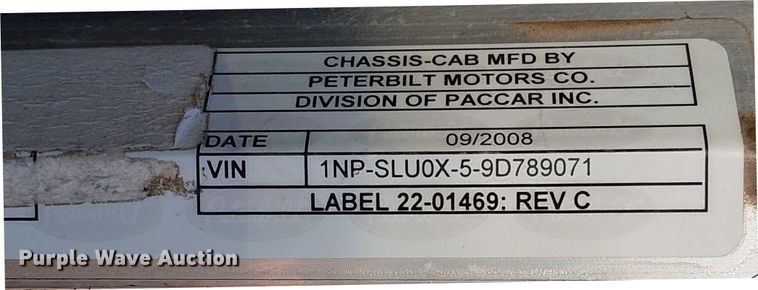 CHASSIS-CAB MFD BY
PETERBILT MOTORS CO.
DIVISION OF PACCAR INC.
DATE 09/2008
VIN 1NP-SLU0X-5-9D789071
LABEL 22-01469: REV C
Purple Wave Auction